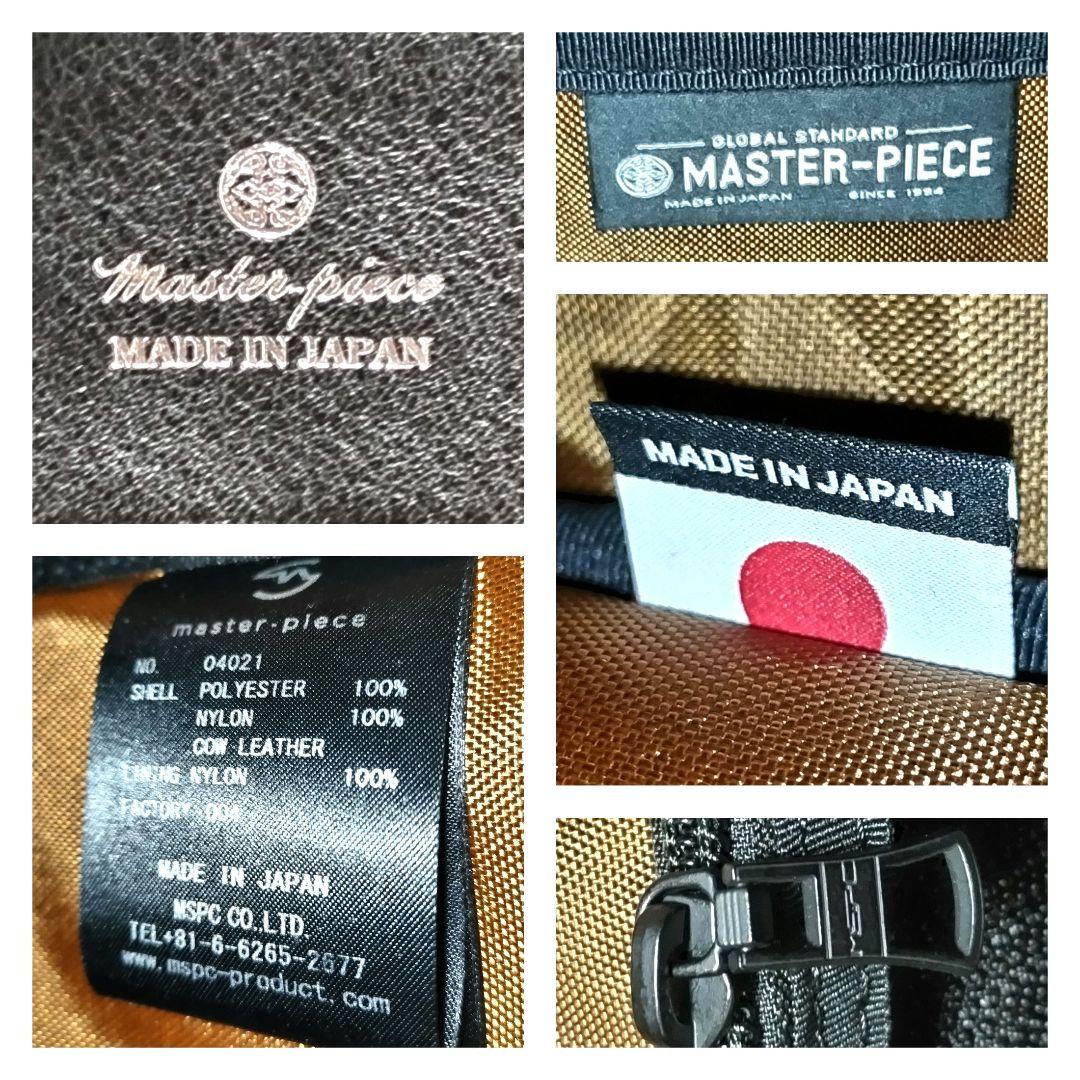 Master-piece
MADE IN JAPAN
GLOBAL STANDARD
MASTER-PIECE
MADE IN JAPAN SINCE 1994
MADE IN JAPAN
master-piece
NO. 04021
SHELL POLYESTER 100%
NYLON 100%
COW LEATHER
LINING NYLON 100%
FACTORY 004
MADE IN JAPAN
MSPC CO.LTD.
TEL+81-6-6265-2677
www.mspc-product.com